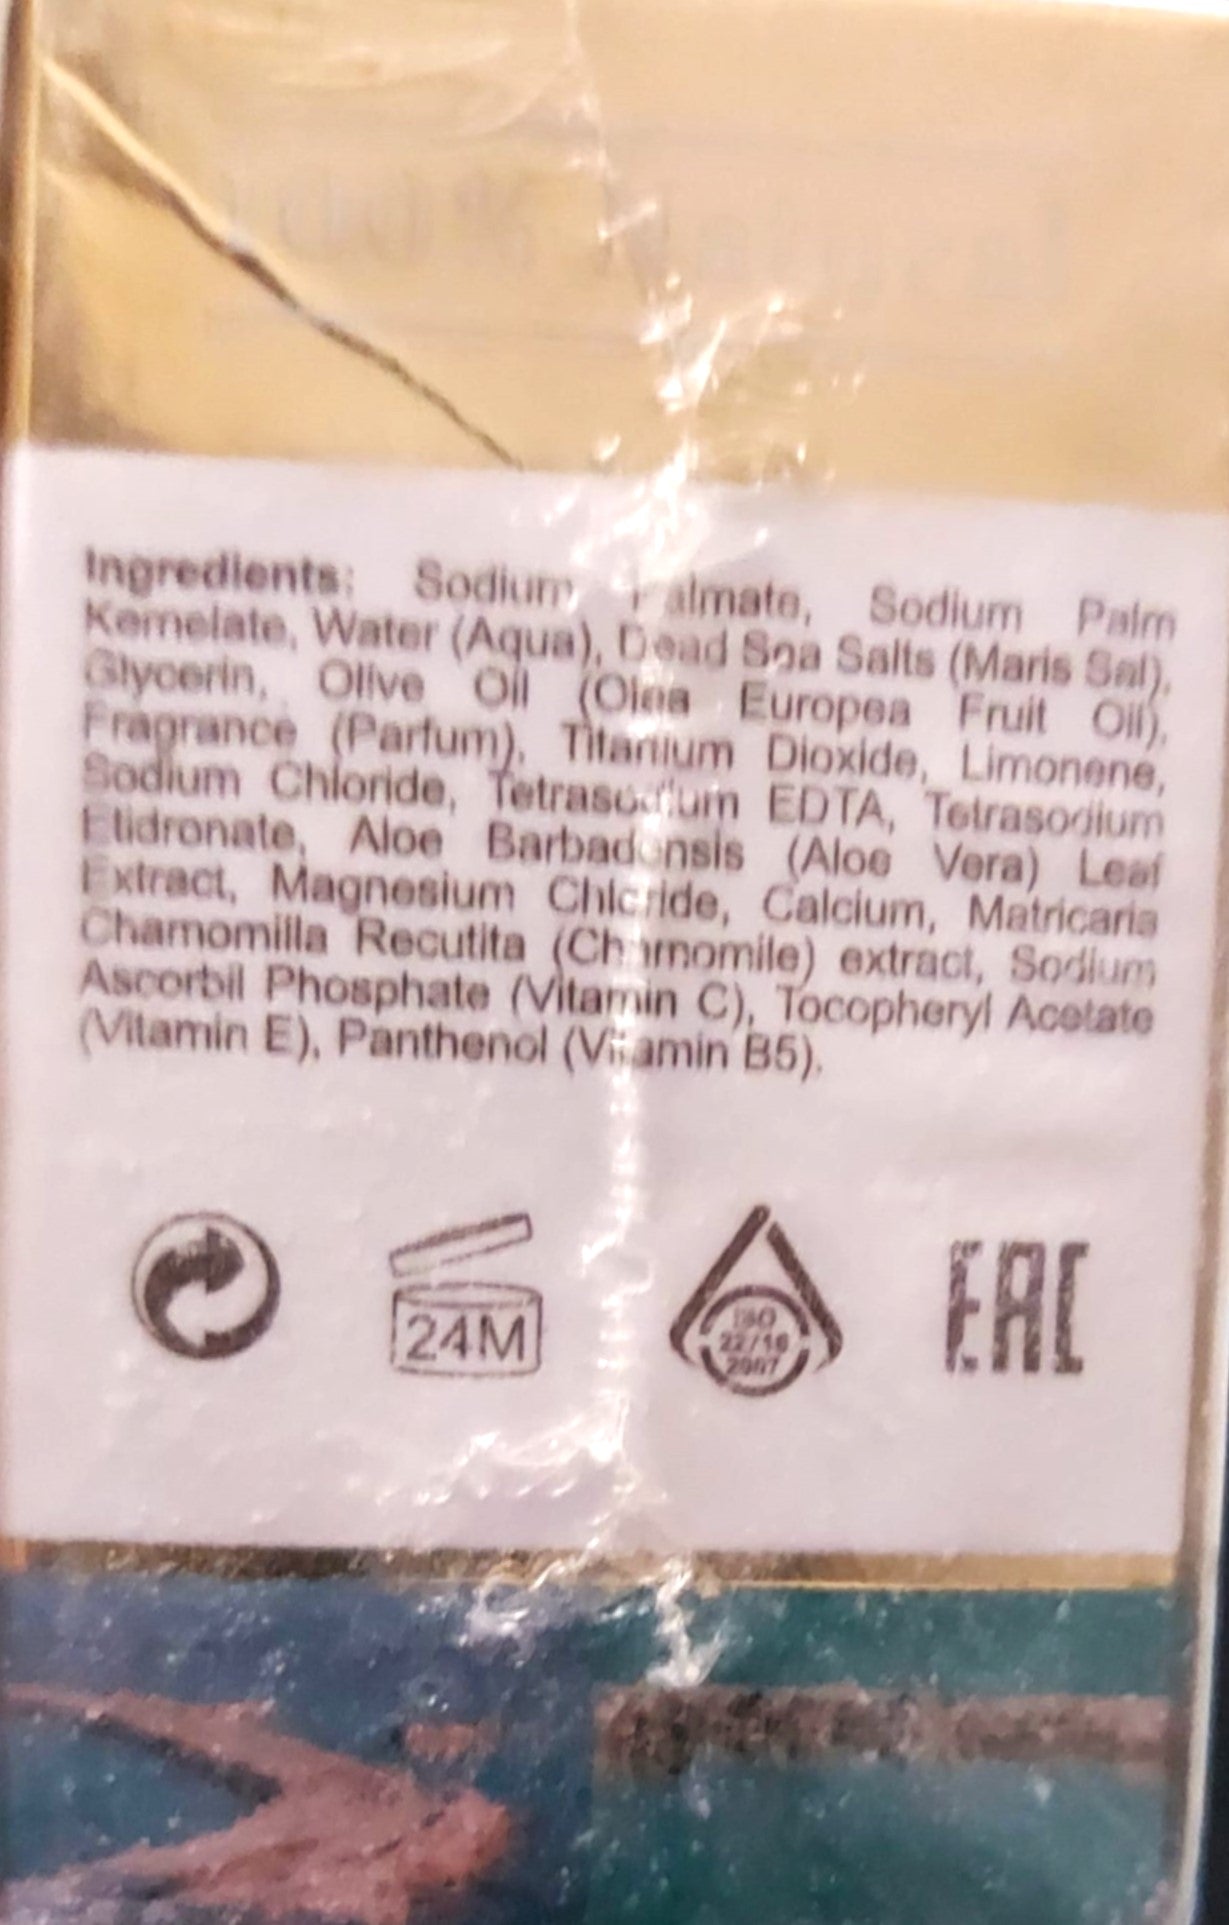 100% Natural
Ingredients: Sodium Palmate, Sodium Palm
Kernelate, Water (Aqua), Dead Sea Salts (Maris Sal),
Glycerin, Olive Oil (Olea Europea Fruit Oil),
Fragrance (Parfum), Titanium Dioxide, Limonene,
Sodium Chloride, Tetrasodium EDTA, Tetrasodium
Etidronate, Aloe Barbadensis (Aloe Vera) Leaf
Extract, Magnesium Chloride, Calcium, Matricaria
Chamomilla Recutita (Chamomile) extract, Sodium
Ascorbil Phosphate (Vitamin C), Tocopheryl Acetate
(Vitamin E), Panthenol (Vitamin B5).
24M
ISO
22716
2007
EAC